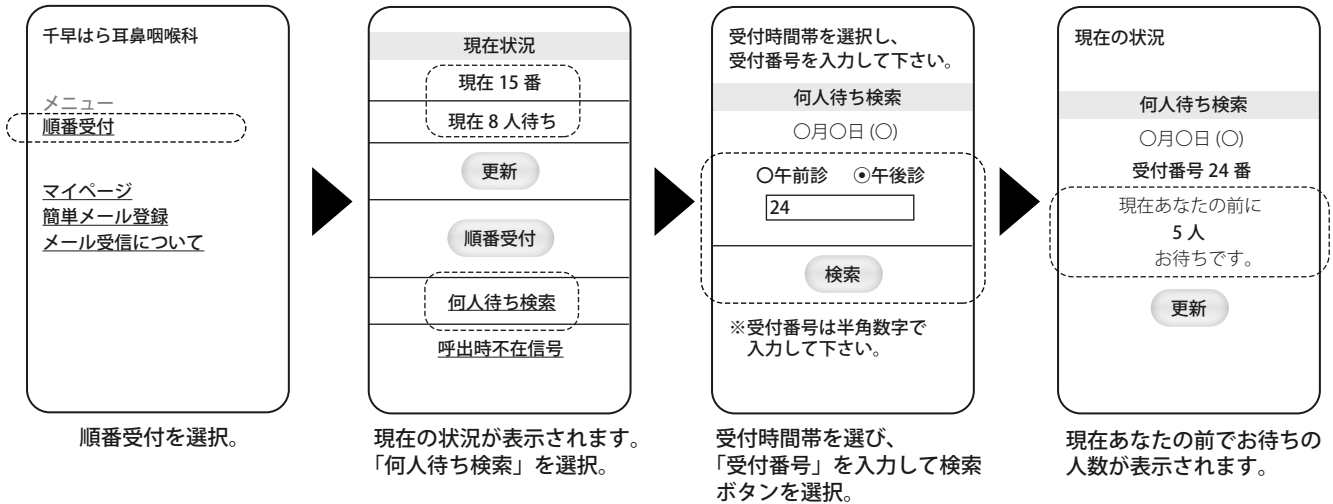 千早はら耳鼻咽喉科
メニュー
順番受付
マイページ
簡単メール登録
メール受信について
順番受付を選択。
現在状況
現在 15 番
現在 8 人待ち
更新
順番受付
何人待ち検索
呼出時不在信号
現在の状況が表示されます。
「何人待ち検索」を選択。
受付時間帯を選択し、
受付番号を入力して下さい。
何人待ち検索
〇月〇日 (〇)
午前診 午後診
24
検索
※受付番号は半角数字で
入力して下さい。
受付時間帯を選び、
「受付番号」を入力して検索
ボタンを選択。
現在の状況
何人待ち検索
〇月〇日 (〇)
受付番号 24 番
現在あなたの前に
5 人
お待ちです。
更新
現在あなたの前でお待ちの
人数が表示されます。